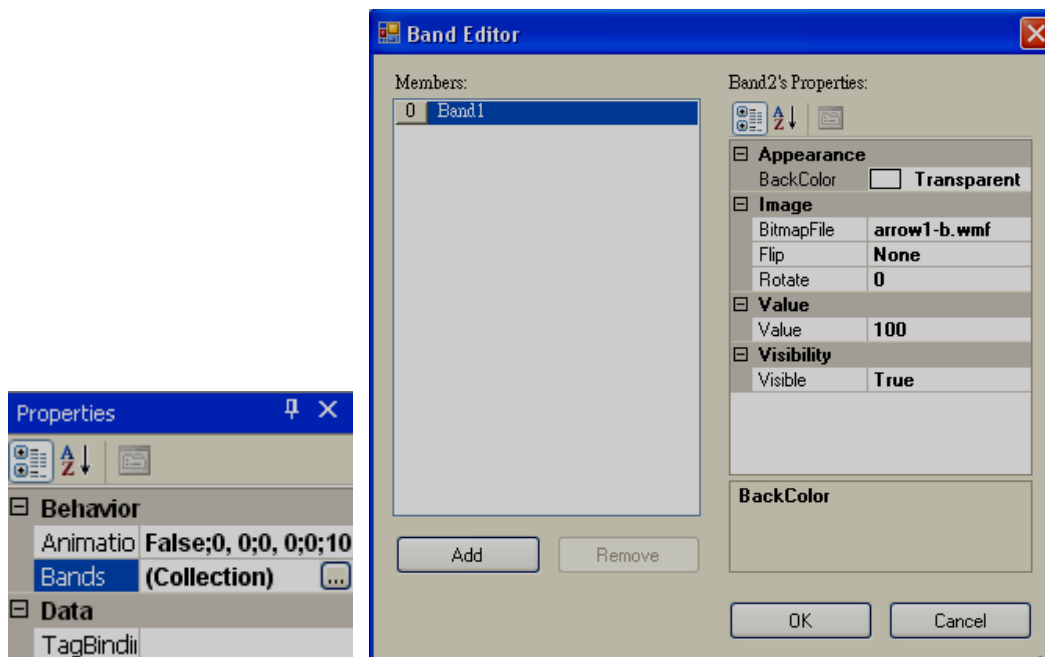 Band Editor
Members:
0 Band1
Add Remove
Band2's Properties:
Appearance
BackColor Transparent
Image
BitmapFile arrow1-b.wmf
Flip None
Rotate 0
Value
Value 100
Visibility
Visible True
BackColor
OK Cancel
Properties
Behavior
Animatio False;0, 0;0, 0;0;10
Bands (Collection) ...
Data
TagBindi